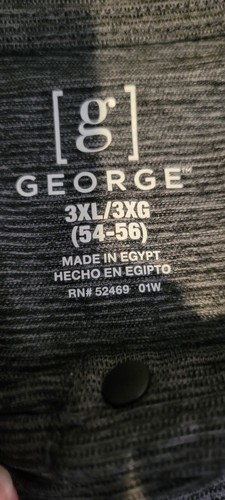 [g]
GEORGE™
3XL/3XG
(54-56)
MADE IN EGYPT
HECHO EN EGIPTO
RN# 52469 01W